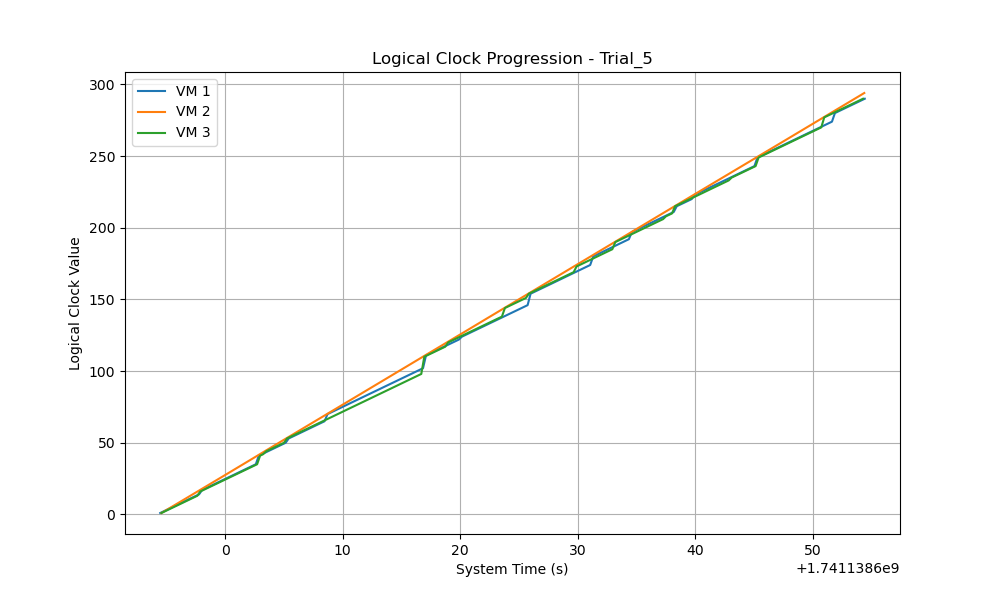 Logical Clock Progression - Trial_5
VM 1
VM 2
VM 3
300
250
200
150
100
50
0
Logical Clock Value
0 10 20 30 40 50
System Time (s)
+1.7411386e9